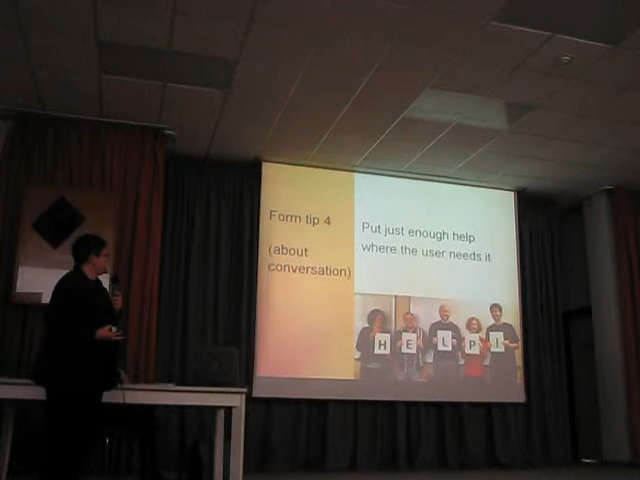 Form tip 4
(about
conversation)
Put just enough help
where the user needs it
H E L P !